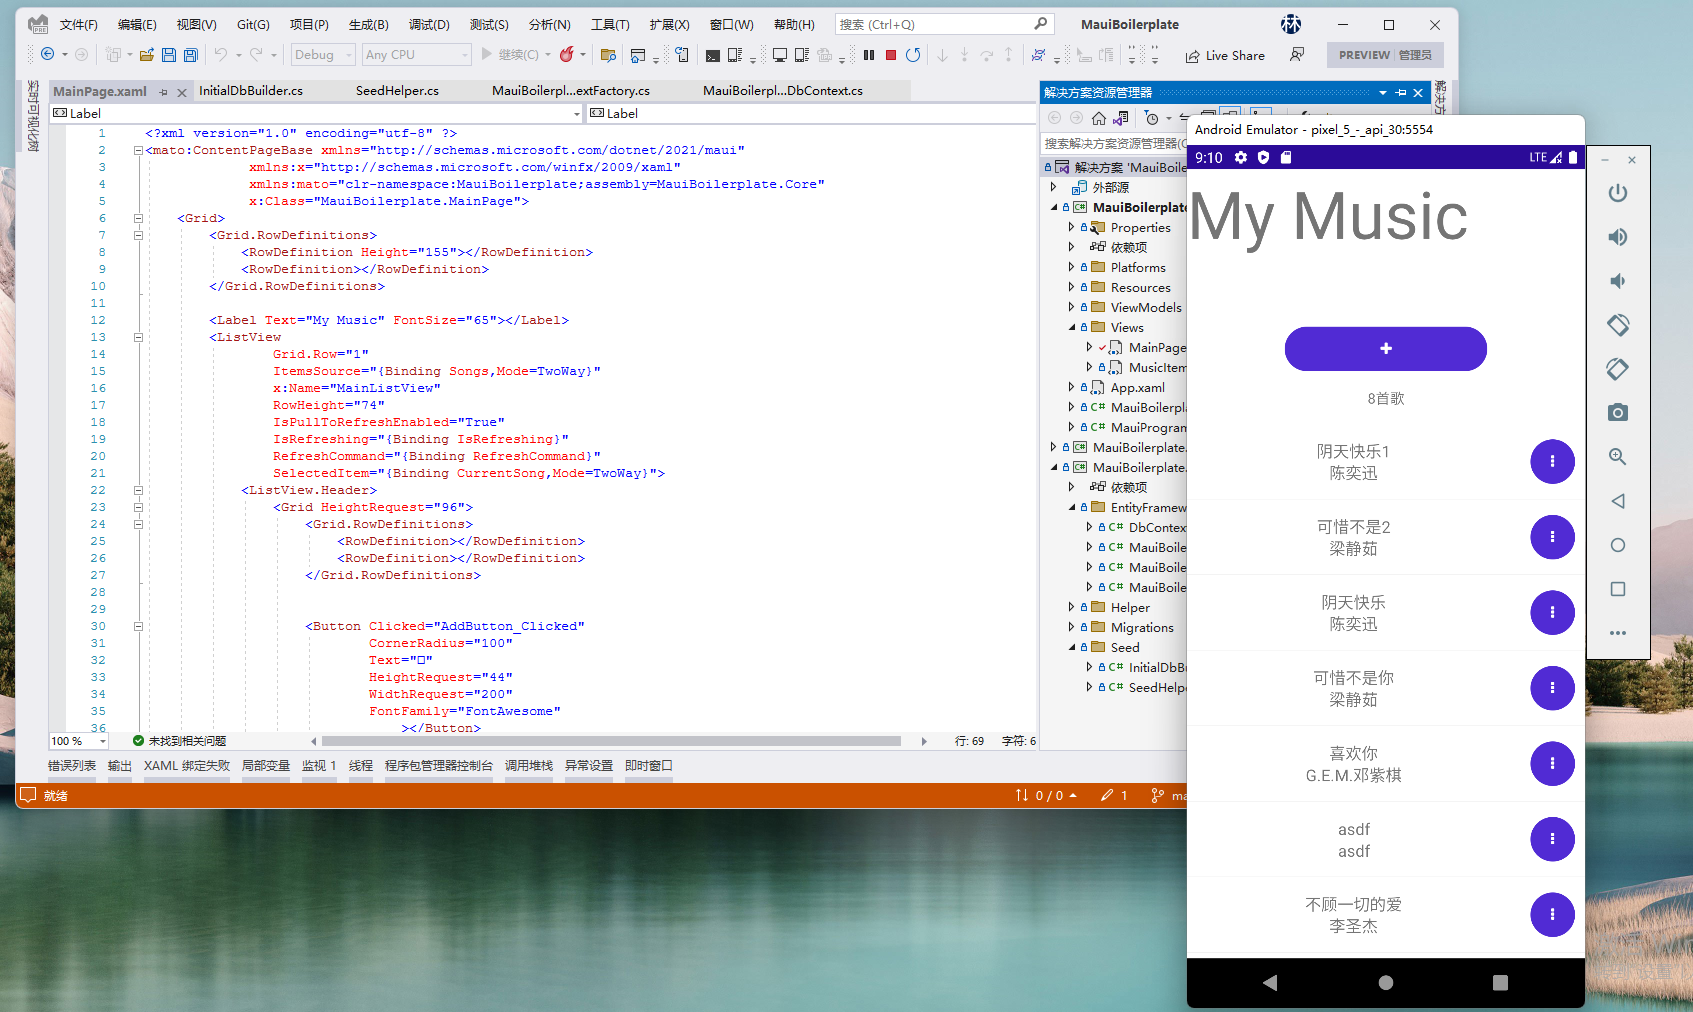 文件(F) 编辑(E) 视图(V) Git(G) 项目(P) 生成(B) 调试(D) 测试(S) 分析(N) 工具(T) 扩展(X) 窗口(W) 帮助(H) 搜索 (Ctrl+Q) MauiBoilerplate 林
Debug Any CPU 继续(C) Live Share PREVIEW 管理员
实时可视化树
MainPage.xaml InitialDbBuilder.cs SeedHelper.cs MauiBoilerpl...extFactory.cs MauiBoilerpl...DbContext.cs
Label Label
1 <?xml version="1.0" encoding="utf-8" ?>
2 <mato:ContentPageBase xmlns="http://schemas.microsoft.com/dotnet/2021/maui"
3 xmlns:x="http://schemas.microsoft.com/winfx/2009/xaml"
4 xmlns:mato="clr-namespace:MauiBoilerplate;assembly=MauiBoilerplate.Core"
5 x:Class="MauiBoilerplate.MainPage">
6 <Grid>
7 <Grid.RowDefinitions>
8 <RowDefinition Height="155"></RowDefinition>
9 <RowDefinition></RowDefinition>
10 </Grid.RowDefinitions>
11
12 <Label Text="My Music" FontSize="65"></Label>
13 <ListView
14 Grid.Row="1"
15 ItemsSource="{Binding Songs,Mode=TwoWay}"
16 x:Name="MainListView"
17 RowHeight="74"
18 IsPullToRefreshEnabled="True"
19 IsRefreshing="{Binding IsRefreshing}"
20 RefreshCommand="{Binding RefreshCommand}"
21 SelectedItem="{Binding CurrentSong,Mode=TwoWay}">
22 <ListView.Header>
23 <Grid HeightRequest="96">
24 <Grid.RowDefinitions>
25 <RowDefinition></RowDefinition>
26 <RowDefinition></RowDefinition>
27 </Grid.RowDefinitions>
28
29
30 <Button Clicked="AddButton_Clicked"
31 CornerRadius="100"
32 Text="□"
33 HeightRequest="44"
34 WidthRequest="200"
35 FontFamily="FontAwesome"
36 ></Button>
100 % 未找到相关问题 行: 69 字符: 6
错误列表 输出 XAML 绑定失败 局部变量 监视 1 线程 程序包管理器控制台 调用堆栈 异常设置 即时窗口
就绪 0 / 0 1 ma
解决方案资源管理器
搜索解决方案资源管理器(C
解决方案 'MauiBoile
外部源
MauiBoilerplate
Properties
依赖项
Platforms
Resources
ViewModels
Views
MainPage
MusicItem
App.xaml
MauiBoilerpla
MauiProgram
MauiBoilerplate.
MauiBoilerplate.
依赖项
EntityFramew
DbContex
MauiBoile
MauiBoile
MauiBoile
Helper
Migrations
Seed
InitialDbBu
SeedHelpe
解决方
Android Emulator - pixel_5_-_api_30:5554
9:10 LTE
My Music
+
8首歌
阴天快乐1
陈奕迅
可惜不是2
梁静茹
阴天快乐
陈奕迅
可惜不是你
梁静茹
喜欢你
G.E.M.邓紫棋
asdf
asdf
不顾一切的爱
李圣杰